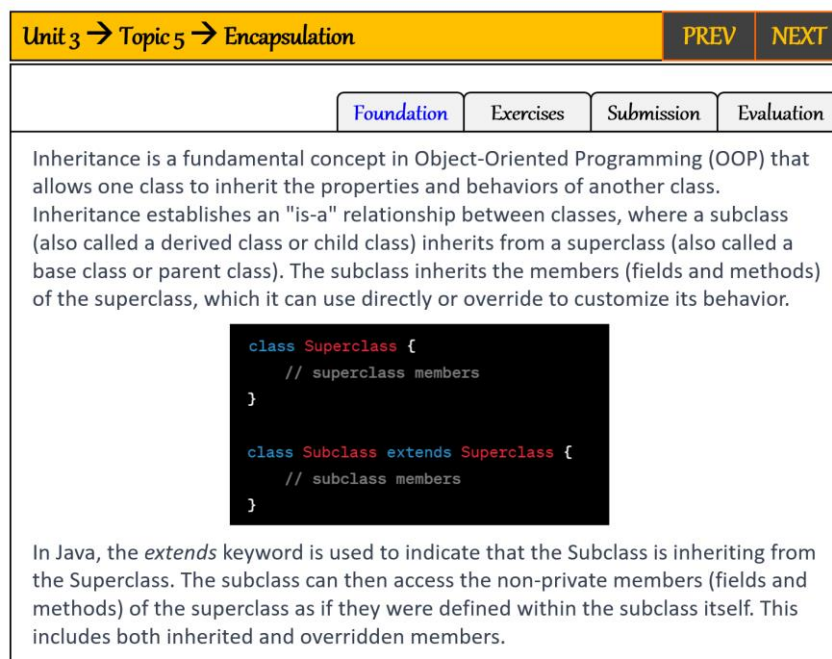 Unit 3 → Topic 5 → Encapsulation
PREV
NEXT
Foundation
Exercises
Submission
Evaluation
Inheritance is a fundamental concept in Object-Oriented Programming (OOP) that
allows one class to inherit the properties and behaviors of another class.
Inheritance establishes an "is-a" relationship between classes, where a subclass
(also called a derived class or child class) inherits from a superclass (also called a
base class or parent class). The subclass inherits the members (fields and methods)
of the superclass, which it can use directly or override to customize its behavior.
class Superclass {
    // superclass members
}
class Subclass extends Superclass {
    // subclass members
}
In Java, the extends keyword is used to indicate that the Subclass is inheriting from
the Superclass. The subclass can then access the non-private members (fields and
methods) of the superclass as if they were defined within the subclass itself. This
includes both inherited and overridden members.